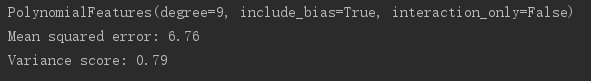 PolynomialFeatures(degree=9, include_bias=True, interaction_only=False)
Mean squared error: 6.76
Variance score: 0.79